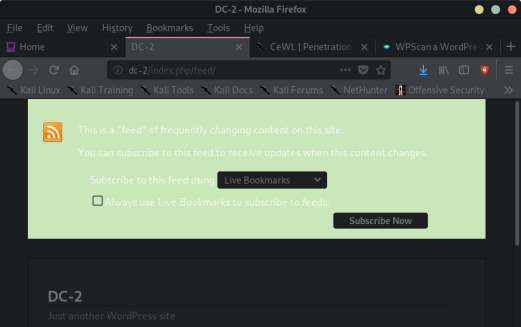 DC-2 - Mozilla Firefox
File Edit View History Bookmarks Tools Help
Home DC-2 CeWL | Penetration WPScan a WordPres
dc-2/index.php/feed/
Kali Linux Kali Training Kali Tools Kali Docs Kali Forums NetHunter Offensive Security
This is a "feed" of frequently changing content on this site.
You can subscribe to this feed to receive updates when this content changes.
Subscribe to this feed using Live Bookmarks
Always use Live Bookmarks to subscribe to feeds.
Subscribe Now
DC-2
Just another WordPress site